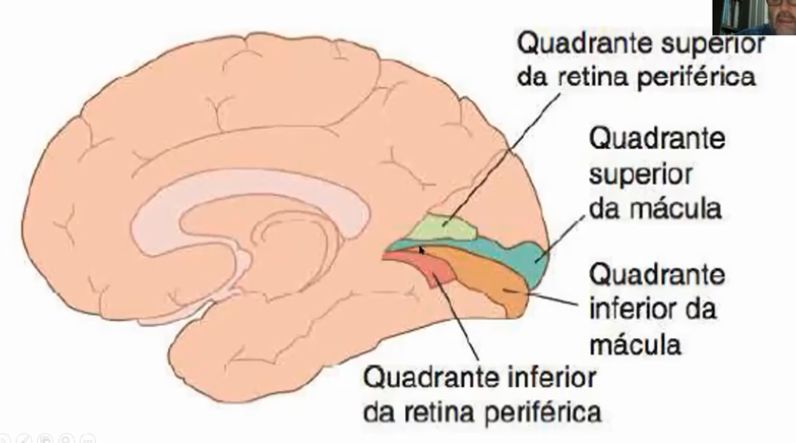 Quadrante superior
da retina periférica
Quadrante
superior
da mácula
Quadrante
inferior da
mácula
Quadrante inferior
da retina periférica